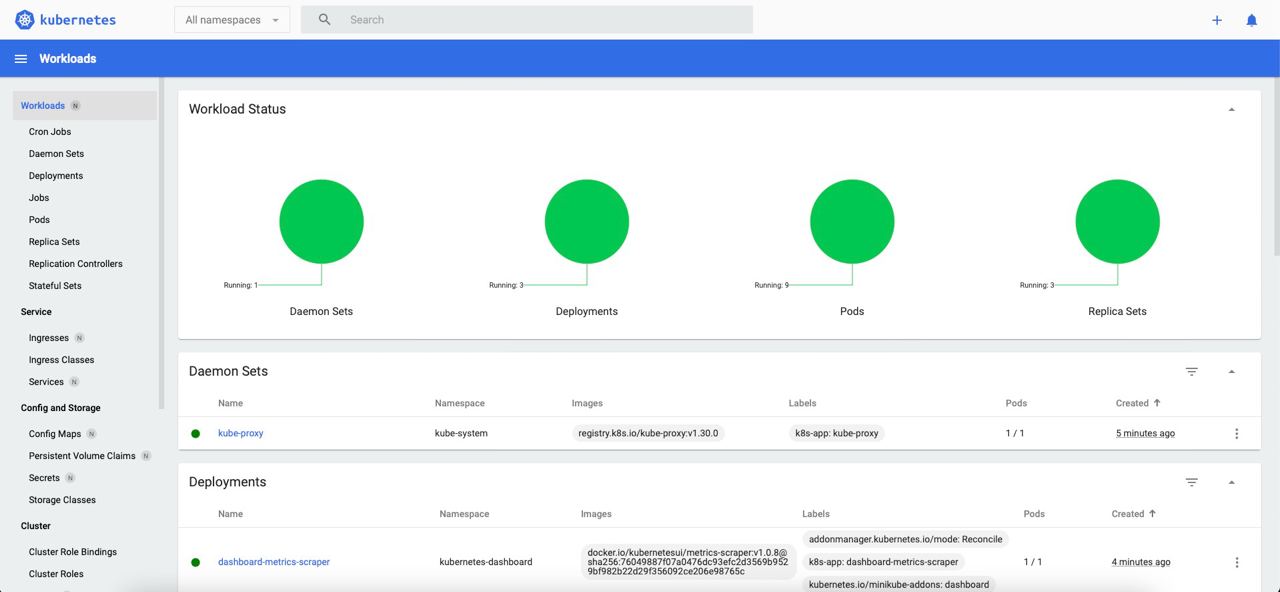 kubernetes
All namespaces
Search
Workloads
Workloads N
Cron Jobs
Daemon Sets
Deployments
Jobs
Pods
Replica Sets
Replication Controllers
Stateful Sets
Service
Ingresses N
Ingress Classes
Services N
Config and Storage
Config Maps N
Persistent Volume Claims N
Secrets N
Storage Classes
Cluster
Cluster Role Bindings
Cluster Roles
Workload Status
Running: 1
Daemon Sets
Running: 3
Deployments
Running: 9
Pods
Running: 3
Replica Sets
Daemon Sets
Name Namespace Images Labels Pods Created
kube-proxy kube-system registry.k8s.io/kube-proxy:v1.30.0 k8s-app: kube-proxy 1 / 1 5 minutes ago
Deployments
Name Namespace Images Labels Pods Created
dashboard-metrics-scraper
kubernetes-dashboard
docker.io/kubernetesui/metrics-scraper:v1.0.8@
sha256:76049887f07a0476dc93efc2d3569b952
9bf982b22d29f356092ce206e98765c
addonmanager.kubernetes.io/mode: Reconcile
k8s-app: dashboard-metrics-scraper
kubernetes.io/minikube-addons: dashboard
1 / 1
4 minutes ago